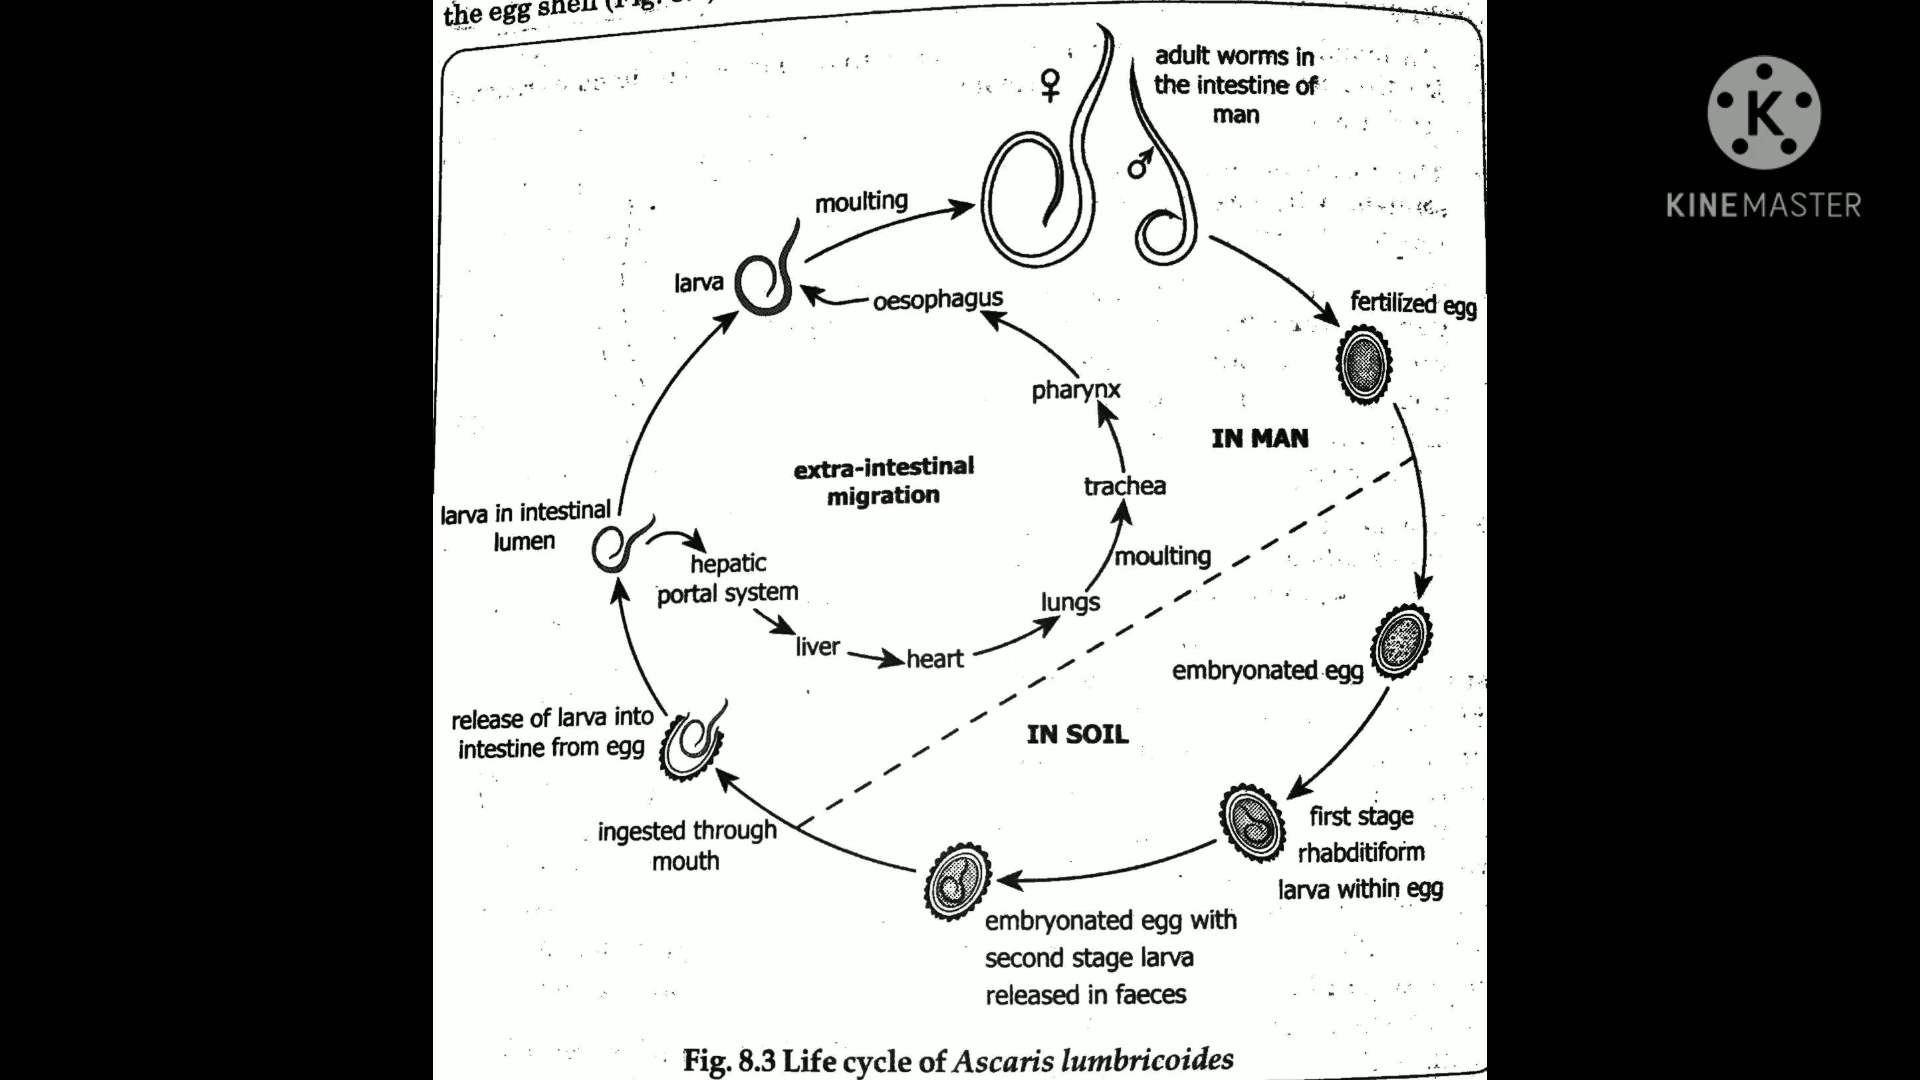 the egg shell (Fig.
adult worms in
the intestine of
man
♀
♂
moulting
larva
oesophagus
fertilized egg
pharynx
IN MAN
extra-intestinal
migration
trachea
larva in intestinal
lumen
moulting
hepatic
portal system
lungs
liver
heart
embryonated egg
release of larva into
intestine from egg
IN SOIL
ingested through
mouth
first stage
rhabditiform
larva within egg
embryonated egg with
second stage larva
released in faeces
Fig. 8.3 Life cycle of Ascaris lumbricoides
K
KINEMASTER